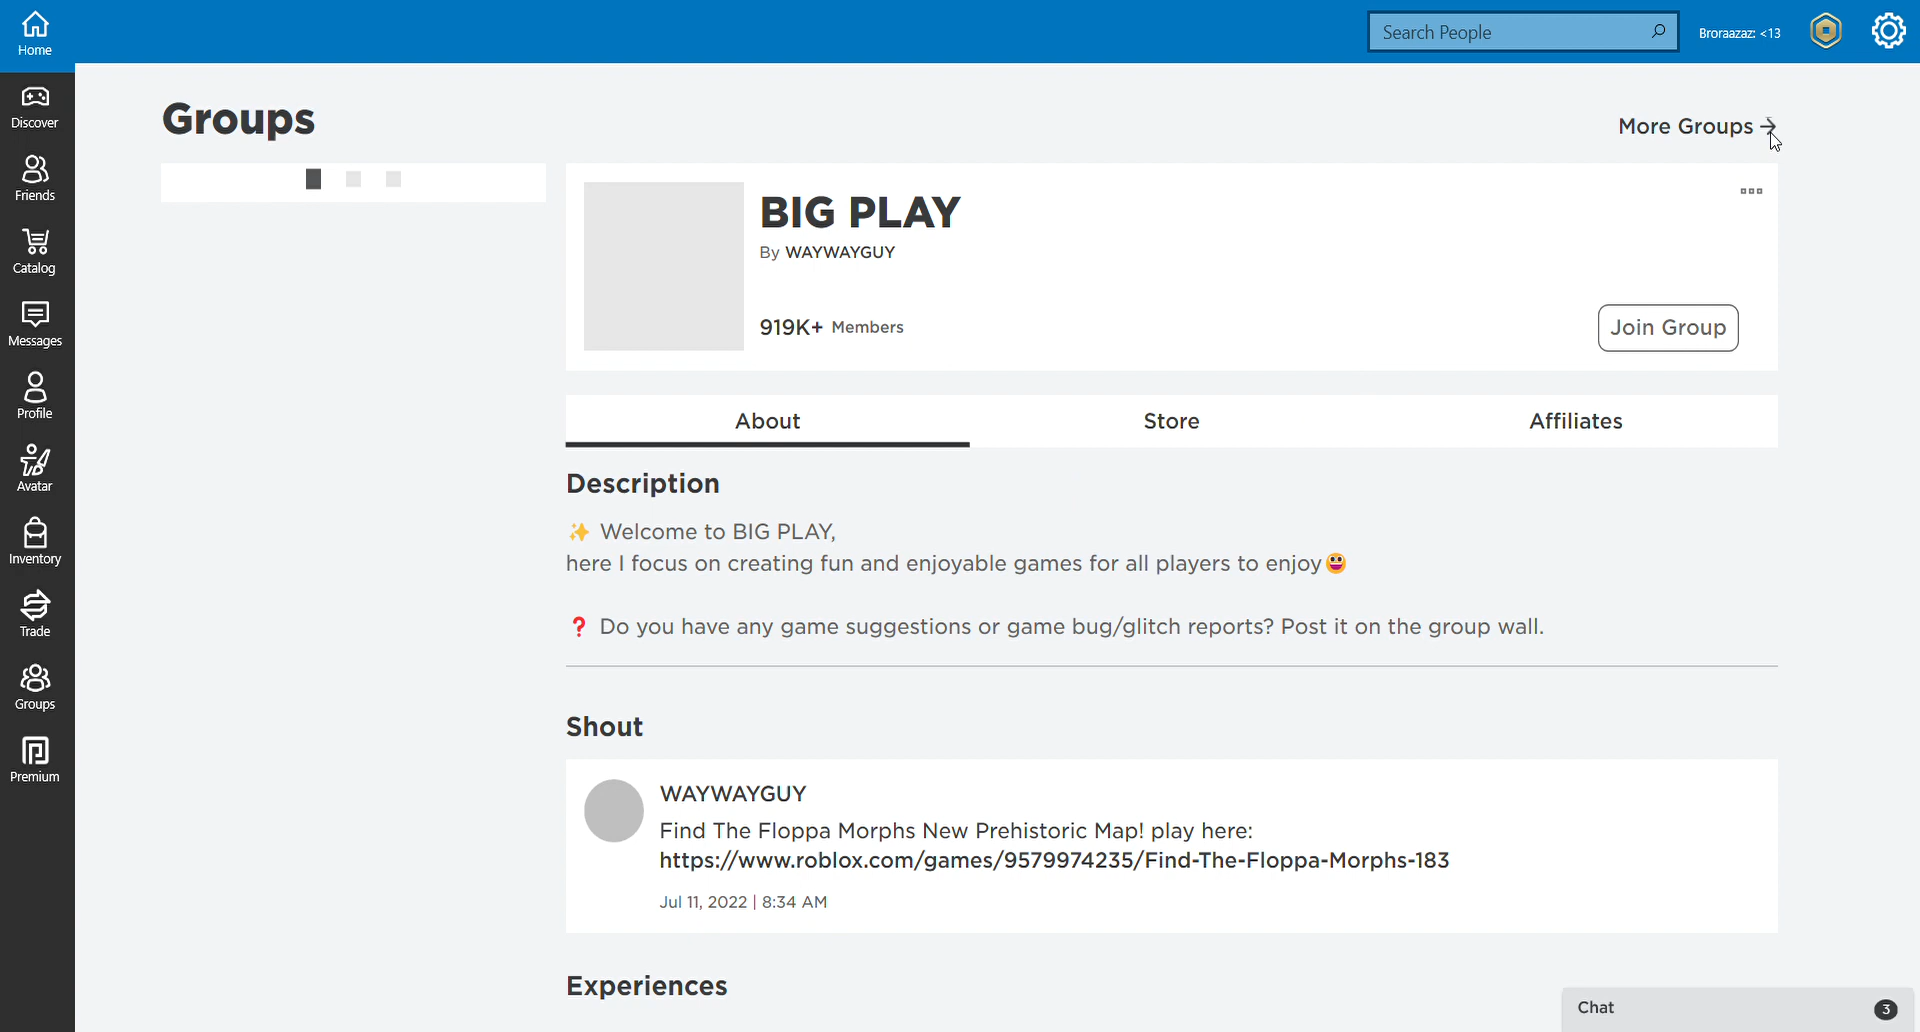 Home
Search People
Broraazaz: <13
Discover
Friends
Catalog
Messages
Profile
Avatar
Inventory
Trade
Groups
Premium
Groups
More Groups →
BIG PLAY
By WAYWAYGUY
919K+ Members
Join Group
About
Store
Affiliates
Description
✨ Welcome to BIG PLAY,
here I focus on creating fun and enjoyable games for all players to enjoy😀
❓ Do you have any game suggestions or game bug/glitch reports? Post it on the group wall.
Shout
WAYWAYGUY
Find The Floppa Morphs New Prehistoric Map! play here:
https://www.roblox.com/games/9579974235/Find-The-Floppa-Morphs-183
Jul 11, 2022 | 8:34 AM
Experiences
Chat
3